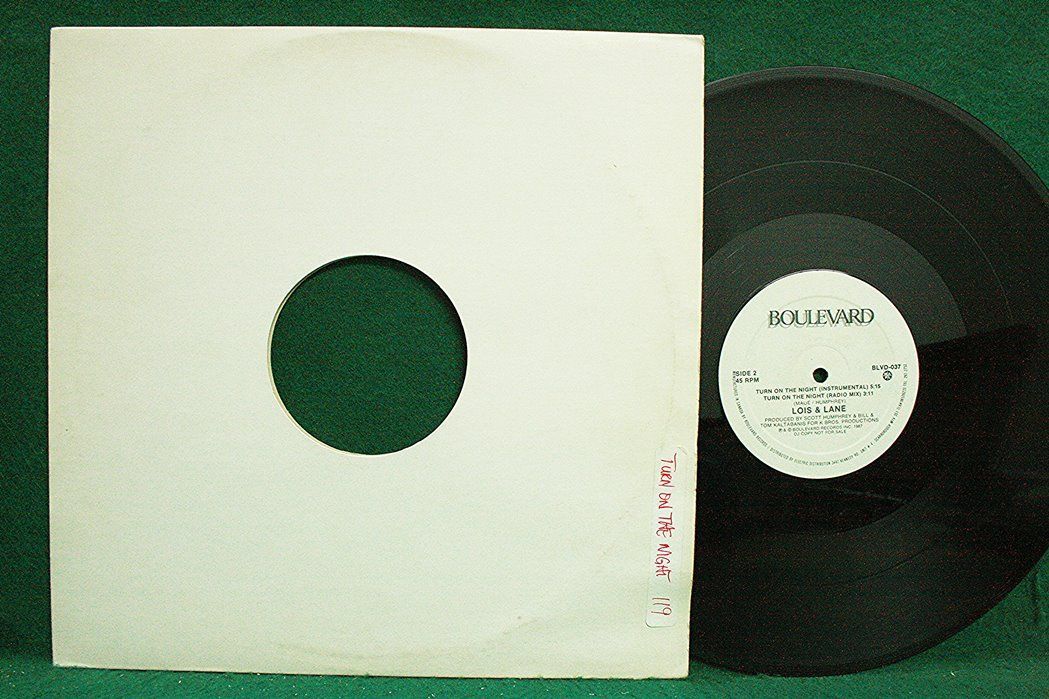 BOULEVARD
SIDE 2
45 RPM
BLVD-037
TURN ON THE NIGHT (INSTRUMENTAL) 5:15
TURN ON THE NIGHT (RADIO MIX) 3:11
(MAUE / HUMPHREY)
LOIS & LANE
PRODUCED BY SCOTT HUMPHREY & BILL &
TOM KALTABANIS FOR K BROS. PRODUCTIONS
℗ & © BOULEVARD RECORDS INC. 1987
DJ COPY NOT FOR SALE
TURN ON THE NIGHT 119